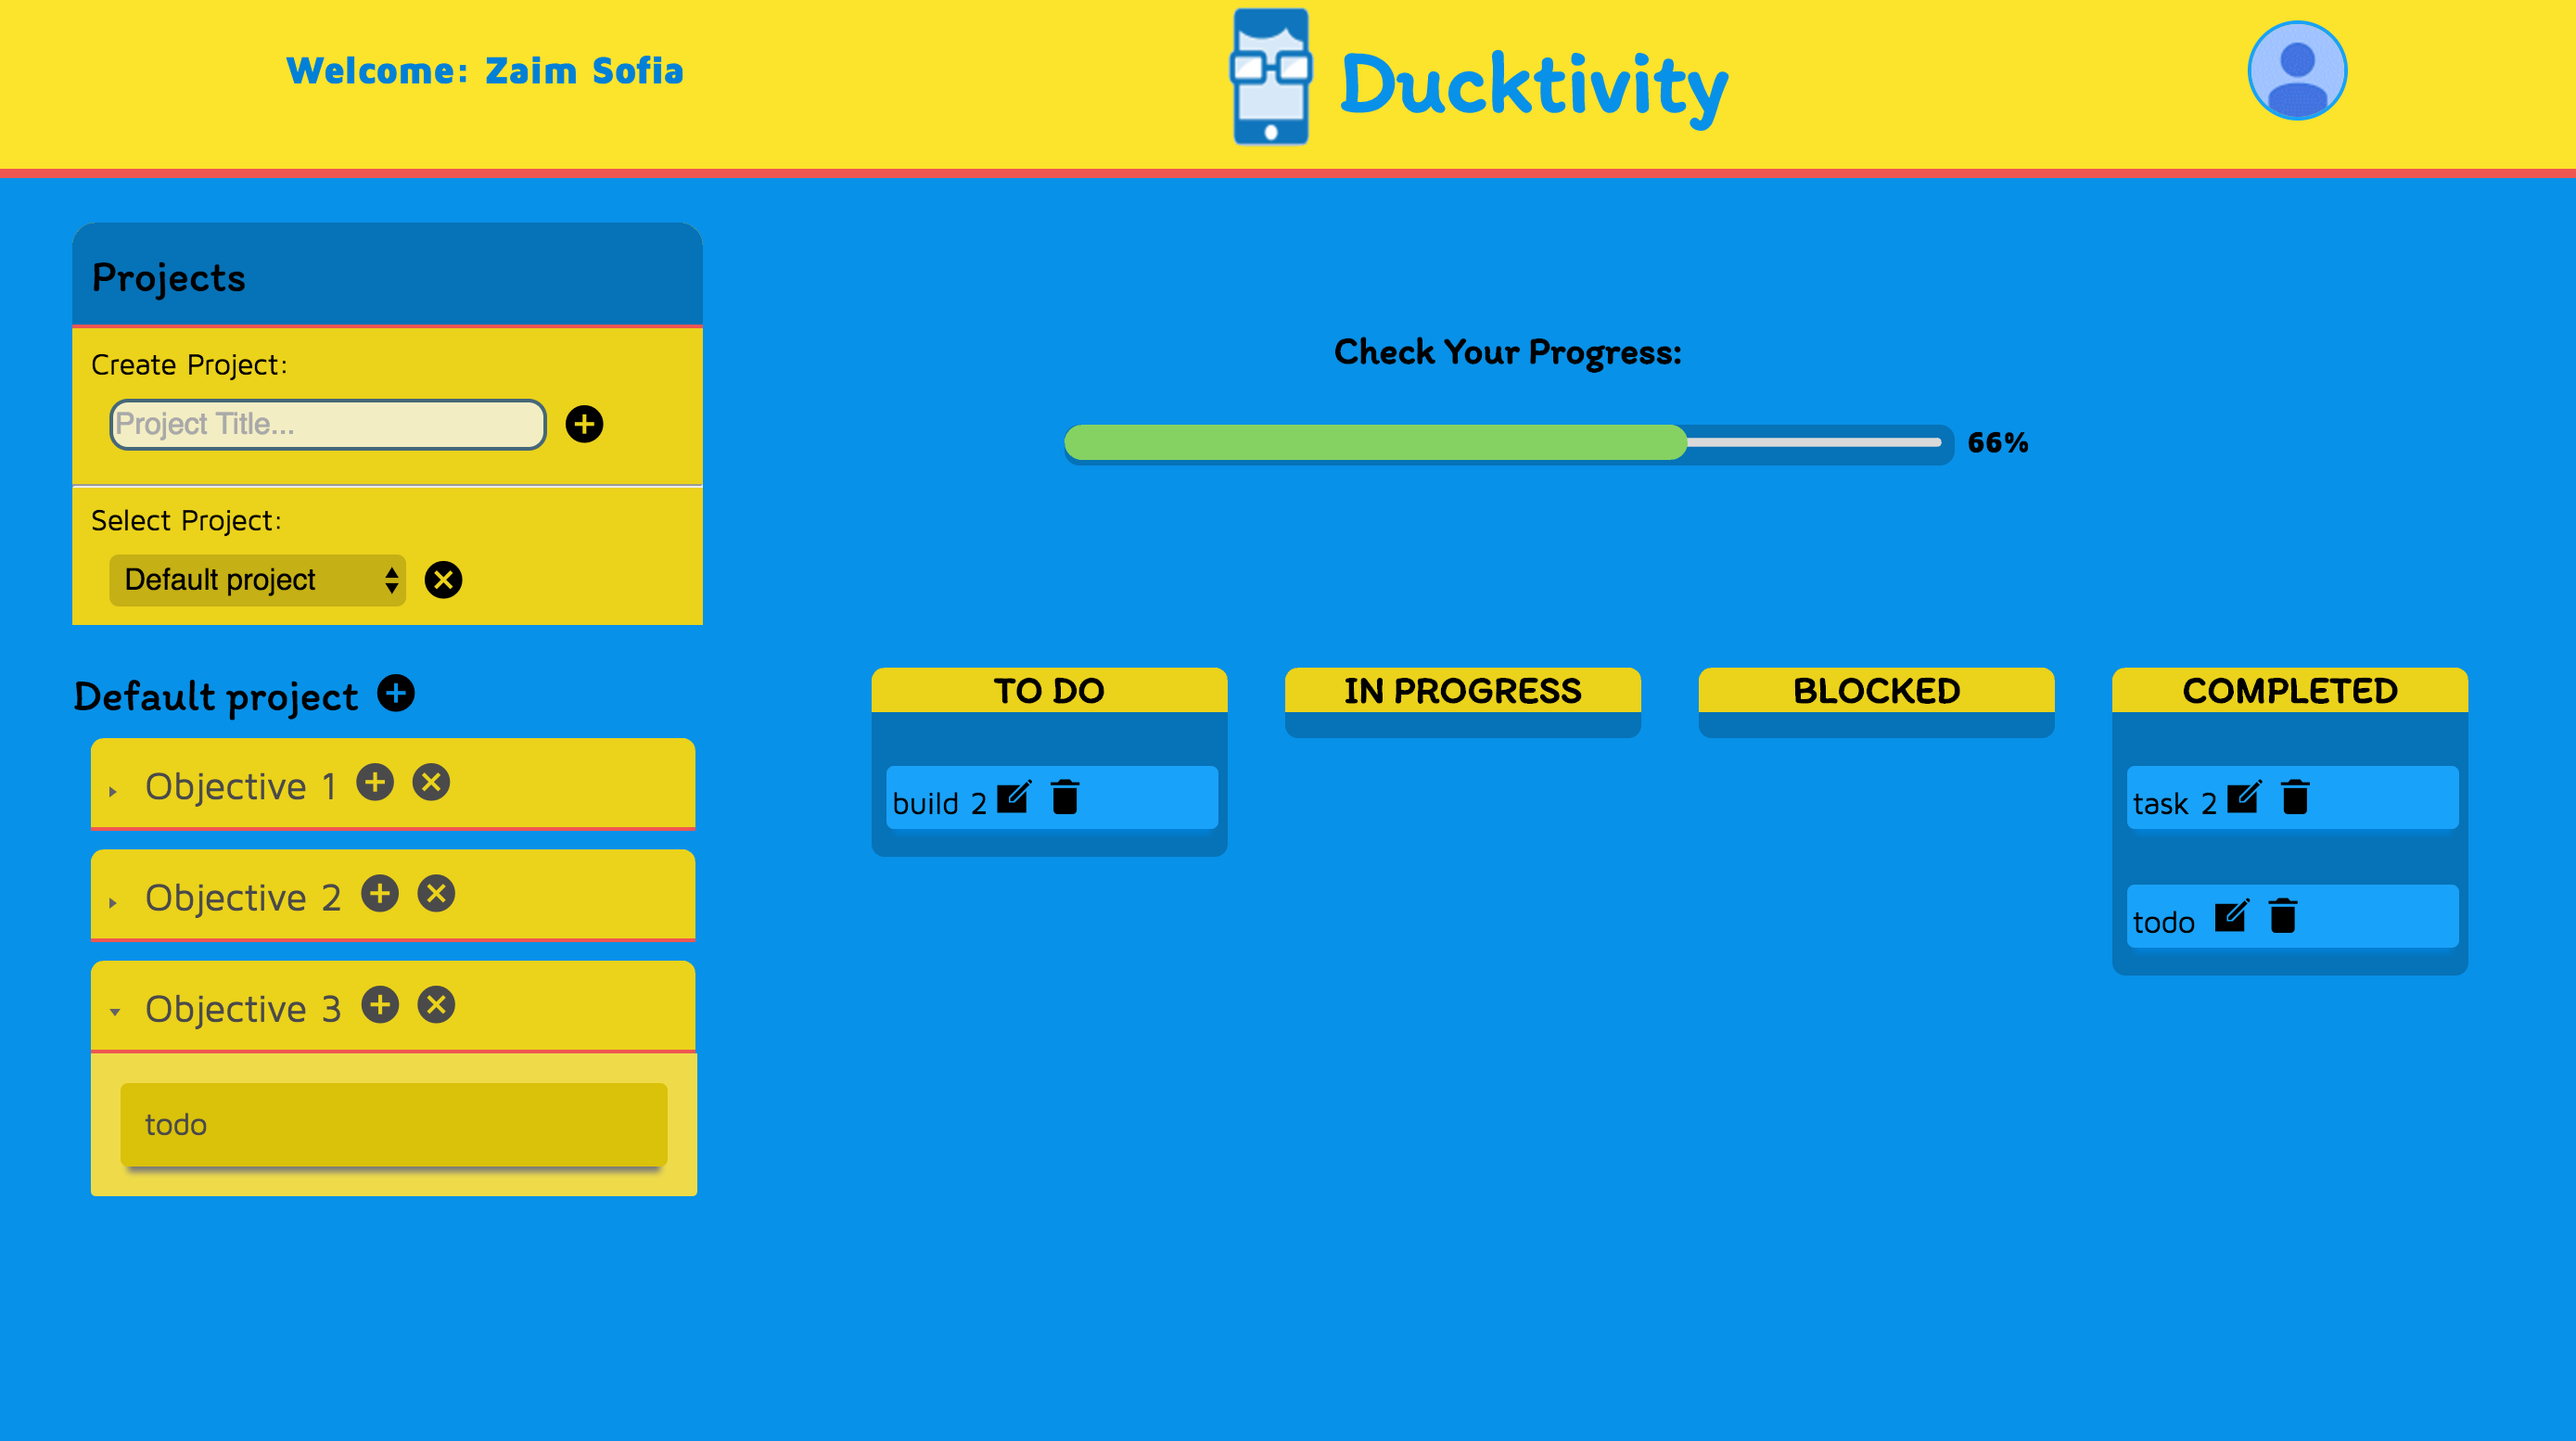 Welcome: Zaim Sofia
Ducktivity
Projects
Create Project:
Project Title...
Select Project:
Default project
Check Your Progress:
66%
Default project
Objective 1
Objective 2
Objective 3
todo
TO DO
build 2
IN PROGRESS
BLOCKED
COMPLETED
task 2
todo